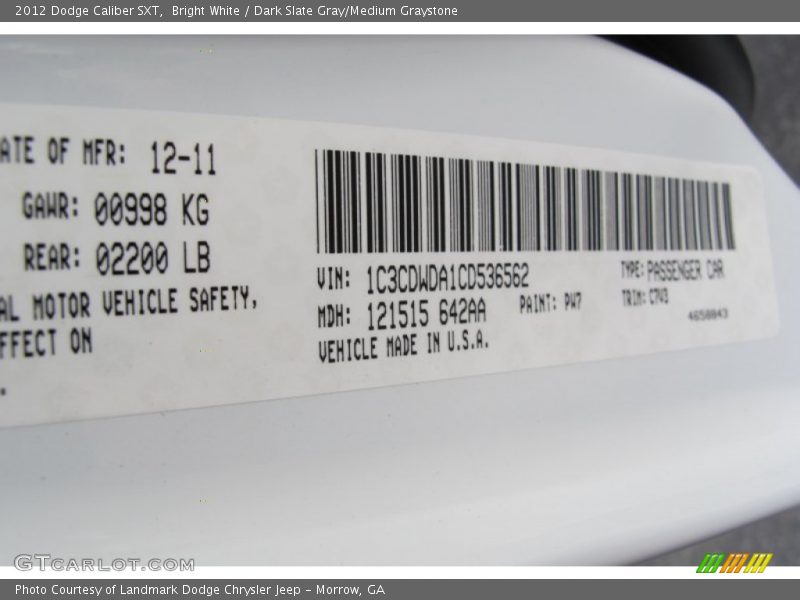 2012 Dodge Caliber SXT, Bright White / Dark Slate Gray/Medium Graystone
ATE OF MFR: 12-11
GAWR: 00998 KG
REAR: 02200 LB
AL MOTOR VEHICLE SAFETY,
FFECT ON
.
VIN: 1C3CDWDA1CD536562
TYPE: PASSENGER CAR
MDH: 121515 642AA
PAINT: PW7
TRIM: C7V3
VEHICLE MADE IN U.S.A.
4650843
GTCARLOT.COM
Photo Courtesy of Landmark Dodge Chrysler Jeep - Morrow, GA